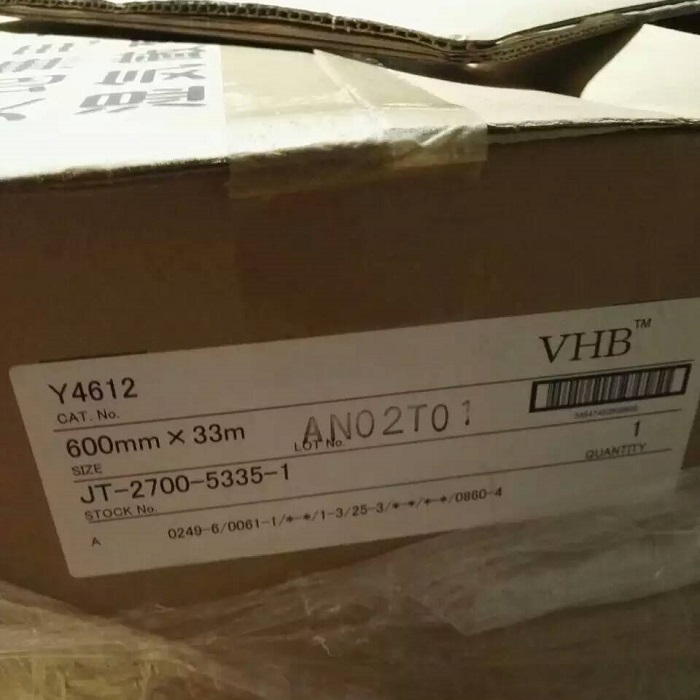 VHB™
Y4612
CAT. No.
600mm × 33m
SIZE
AN02T01
LOT No.
1
QUANTITY
JT-2700-5335-1
STOCK No.
A 0249-6/0061-1/*-*/1-3/25-3/*-*/*-*/0860-4